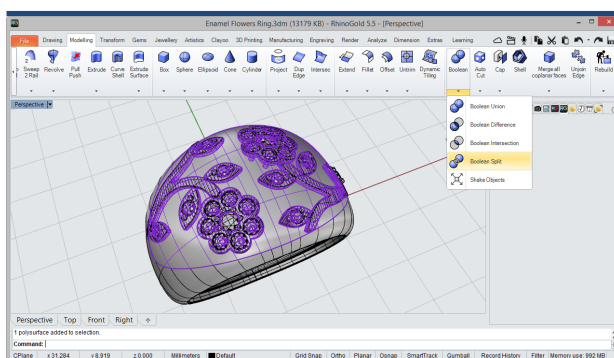 Enamel Flowers Ring.3dm (13179 KB) - RhinoGold 5.5 - [Perspective]
File Drawing Modelling Transform Gems Jewellery Artistics Clayoo 3D Printing Manufacturing Engraving Render Analyze Dimension Extras Learning
Sweep 2 Rail Revolve Pull Push Extrude Curve Shell Extrude Surface Box Sphere Ellipsoid Cone Cylinder Project Dup Edge Intersec Extend Fillet Offset Untrim Dynamic Tiling Boolean Auto Cut Cap Shell Merge all coplanar faces Unjoin Edge Rebuild
Perspective
Boolean Union
Boolean Difference
Boolean Intersection
Boolean Split
Shake Objects
Perspective Top Front Right
1 polysurface added to selection.
Command:
CPlane x 31.284 y 8.919 z 0.000 Millimeters Default Grid Snap Ortho Planar Osnap SmartTrack Gumball Record History Filter Memory use: 992 MB